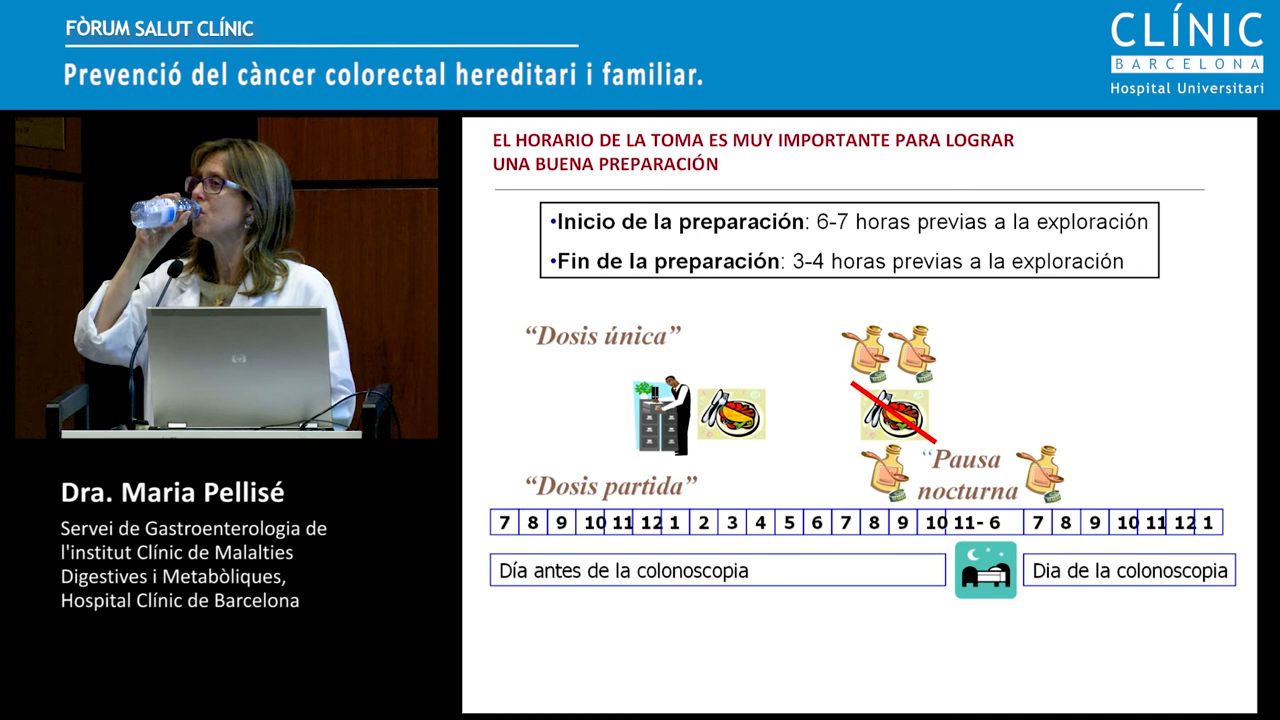 FÒRUM SALUT CLÍNIC
Prevenció del càncer colorectal hereditari i familiar.
CLÍNIC
BARCELONA
Hospital Universitari
EL HORARIO DE LA TOMA ES MUY IMPORTANTE PARA LOGRAR
UNA BUENA PREPARACIÓN
•Inicio de la preparación: 6-7 horas previas a la exploración
•Fin de la preparación: 3-4 horas previas a la exploración
“Dosis única”
“Dosis partida”
“Pausa
nocturna
7 8 9 10 11 12 1 2 3 4 5 6 7 8 9 10 11- 6 7 8 9 10 11 12 1
Día antes de la colonoscopia
Dia de la colonoscopia
hp
Dra. Maria Pellisé
Servei de Gastroenterologia de
l'institut Clínic de Malalties
Digestives i Metabòliques,
Hospital Clínic de Barcelona